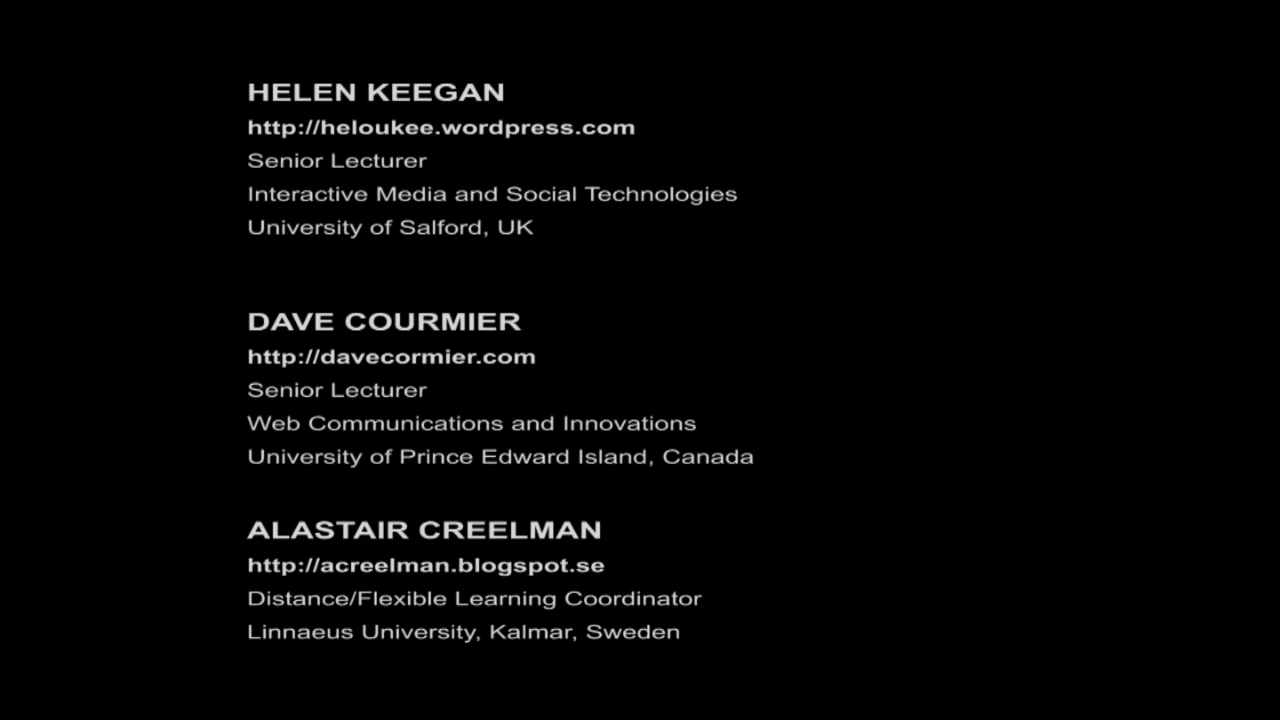 HELEN KEEGAN
http://heloukee.wordpress.com
Senior Lecturer
Interactive Media and Social Technologies
University of Salford, UK
DAVE COURMIER
http://davecormier.com
Senior Lecturer
Web Communications and Innovations
University of Prince Edward Island, Canada
ALASTAIR CREELMAN
http://acreelman.blogspot.se
Distance/Flexible Learning Coordinator
Linnaeus University, Kalmar, Sweden